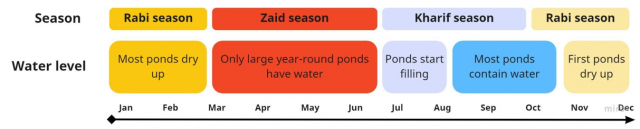 Season
Rabi season
Zaid season
Kharif season
Rabi season
Water level
Most ponds dry
up
Only large year-round ponds
have water
Ponds start
filling
Most ponds
contain water
First ponds
dry up
Jan Feb Mar Apr May Jun Jul Aug Sep Oct Nov Dec